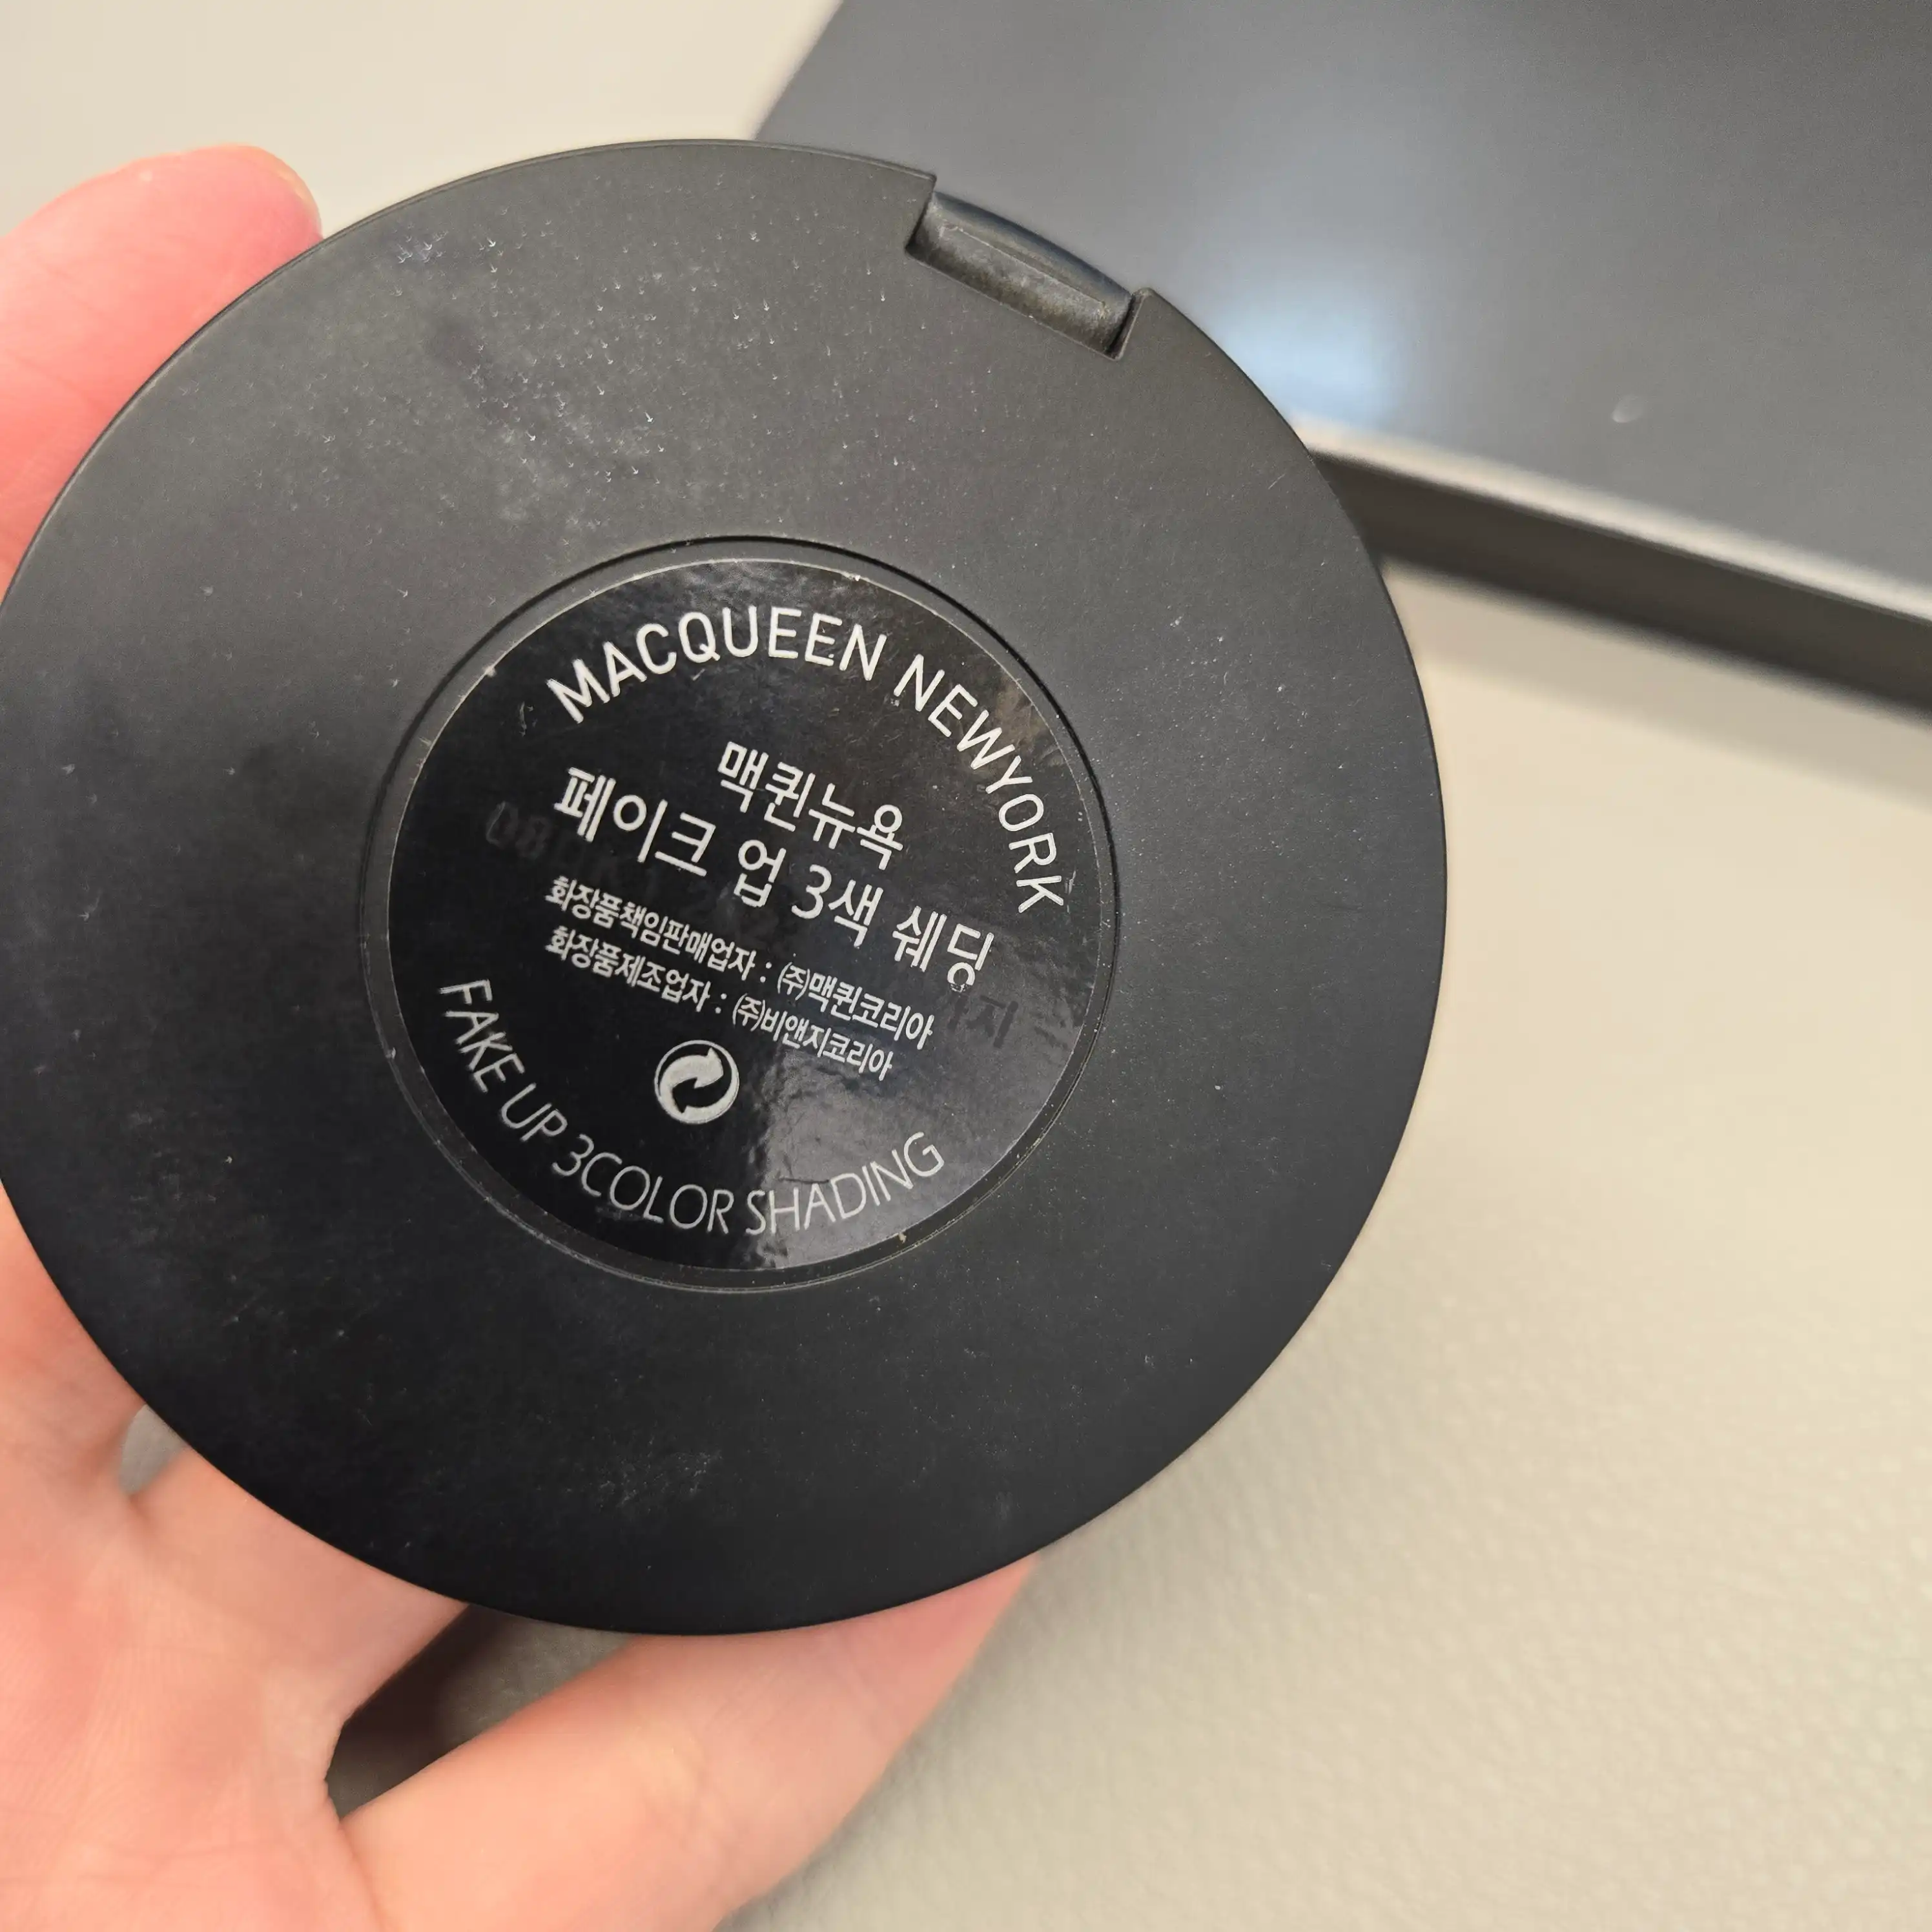 MACQUEEN NEWYORK
맥퀸뉴욕
페이크 업 3색 쉐딩
화장품책임판매업자 : ㈜맥퀸코리아
화장품제조업자 : ㈜비앤지코리아
FAKE UP 3COLOR SHADING